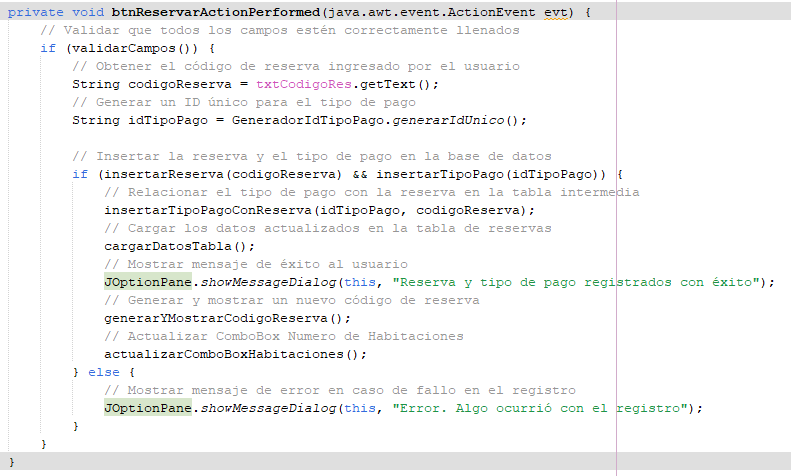 private void btnReservarActionPerformed(java.awt.event.ActionEvent evt) {
    // Validar que todos los campos estén correctamente llenados
    if (validarCampos()) {
        // Obtener el código de reserva ingresado por el usuario
        String codigoReserva = txtCodigoRes.getText();
        // Generar un ID único para el tipo de pago
        String idTipoPago = GeneradorIdTipoPago.generarIdUnico();

        // Insertar la reserva y el tipo de pago en la base de datos
        if (insertarReserva(codigoReserva) && insertarTipoPago(idTipoPago)) {
            // Relacionar el tipo de pago con la reserva en la tabla intermedia
            insertarTipoPagoConReserva(idTipoPago, codigoReserva);
            // Cargar los datos actualizados en la tabla de reservas
            cargarDatosTabla();
            // Mostrar mensaje de éxito al usuario
            JOptionPane.showMessageDialog(this, "Reserva y tipo de pago registrados con éxito");
            // Generar y mostrar un nuevo código de reserva
            generarYMostrarCodigoReserva();
            // Actualizar ComboBox Numero de Habitaciones
            actualizarComboBoxHabitaciones();
        } else {
            // Mostrar mensaje de error en caso de fallo en el registro
            JOptionPane.showMessageDialog(this, "Error. Algo ocurrió con el registro");
        }
    }
}